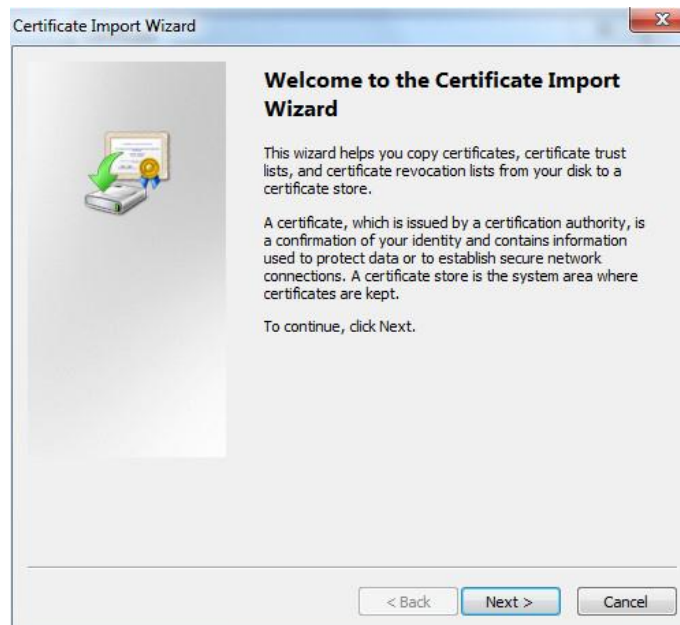 Certificate Import Wizard
X
Welcome to the Certificate Import
Wizard
This wizard helps you copy certificates, certificate trust
lists, and certificate revocation lists from your disk to a
certificate store.
A certificate, which is issued by a certification authority, is
a confirmation of your identity and contains information
used to protect data or to establish secure network
connections. A certificate store is the system area where
certificates are kept.
To continue, click Next.
< Back Next > Cancel